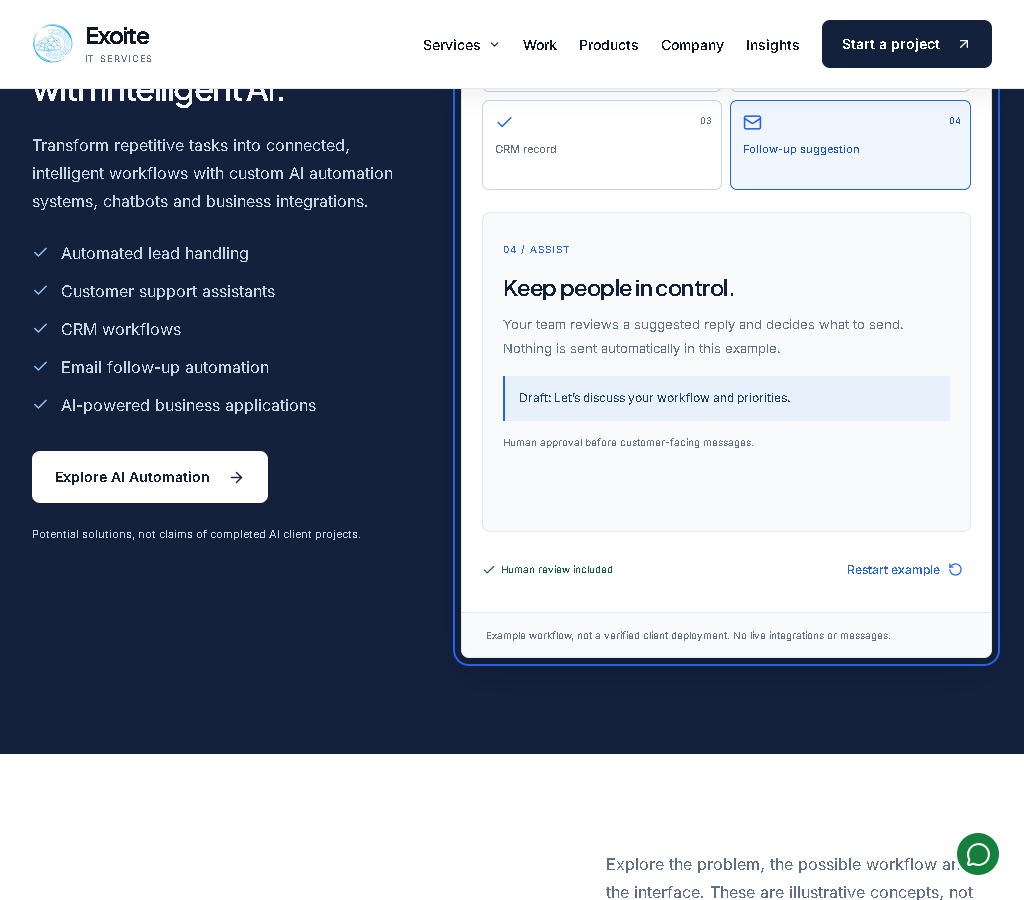 Exoite
IT SERVICES
Services
Work
Products
Company
Insights
Start a project
with intelligent AI.
Transform repetitive tasks into connected,
intelligent workflows with custom AI automation
systems, chatbots and business integrations.
Automated lead handling
Customer support assistants
CRM workflows
Email follow-up automation
AI-powered business applications
Explore AI Automation
Potential solutions, not claims of completed AI client projects.
03
CRM record
04
Follow-up suggestion
04 / ASSIST
Keep people in control.
Your team reviews a suggested reply and decides what to send.
Nothing is sent automatically in this example.
Draft: Let's discuss your workflow and priorities.
Human approval before customer-facing messages.
Human review included
Restart example
Example workflow, not a verified client deployment. No live integrations or messages.
Explore the problem, the possible workflow
the interface. These are illustrative concepts, not